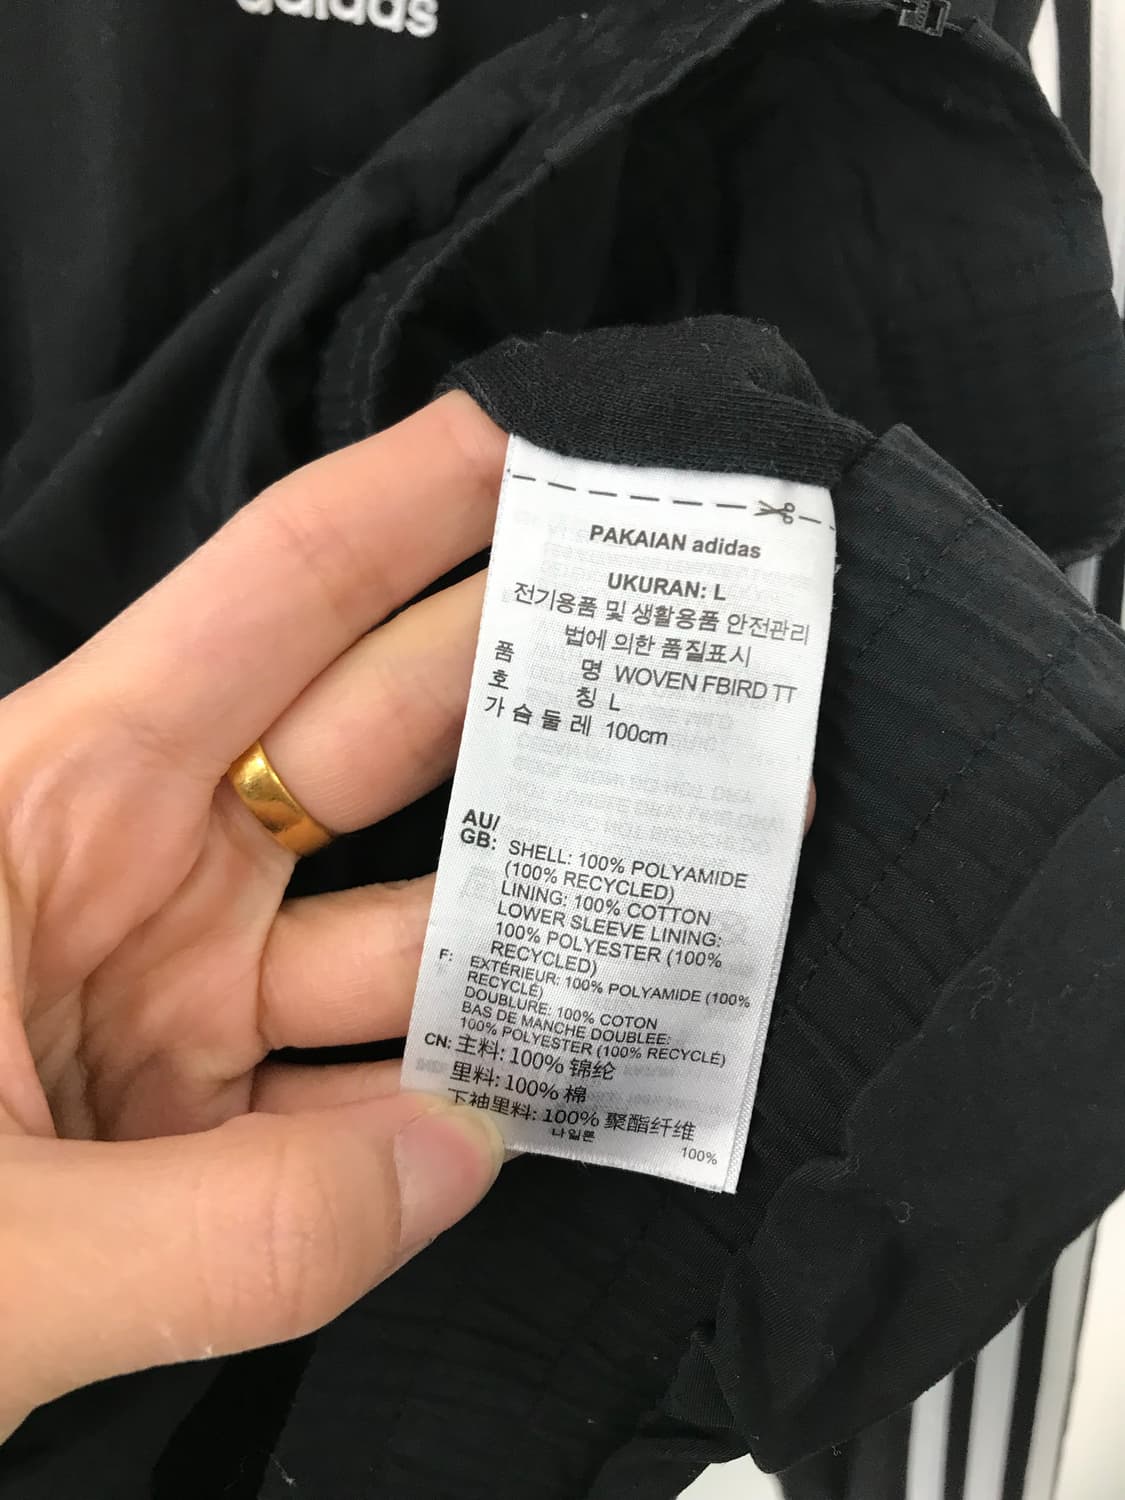 adidas
PAKAIAN adidas
UKURAN: L
전기용품 및 생활용품 안전관리
법에 의한 품질표시
품 명 WOVEN FBIRD TT
호 칭 L
가 슴 둘 레 100cm
AU/
GB: SHELL: 100% POLYAMIDE
(100% RECYCLED)
LINING: 100% COTTON
LOWER SLEEVE LINING:
100% POLYESTER (100%
RECYCLED)
F: EXTÉRIEUR: 100% POLYAMIDE (100%
RECYCLÉ)
DOUBLURE: 100% COTON
BAS DE MANCHE DOUBLEE:
100% POLYESTER (100% RECYCLÉ)
CN: 主料: 100% 锦纶
里料: 100% 棉
下袖里料: 100% 聚酯纤维
나일론
100%